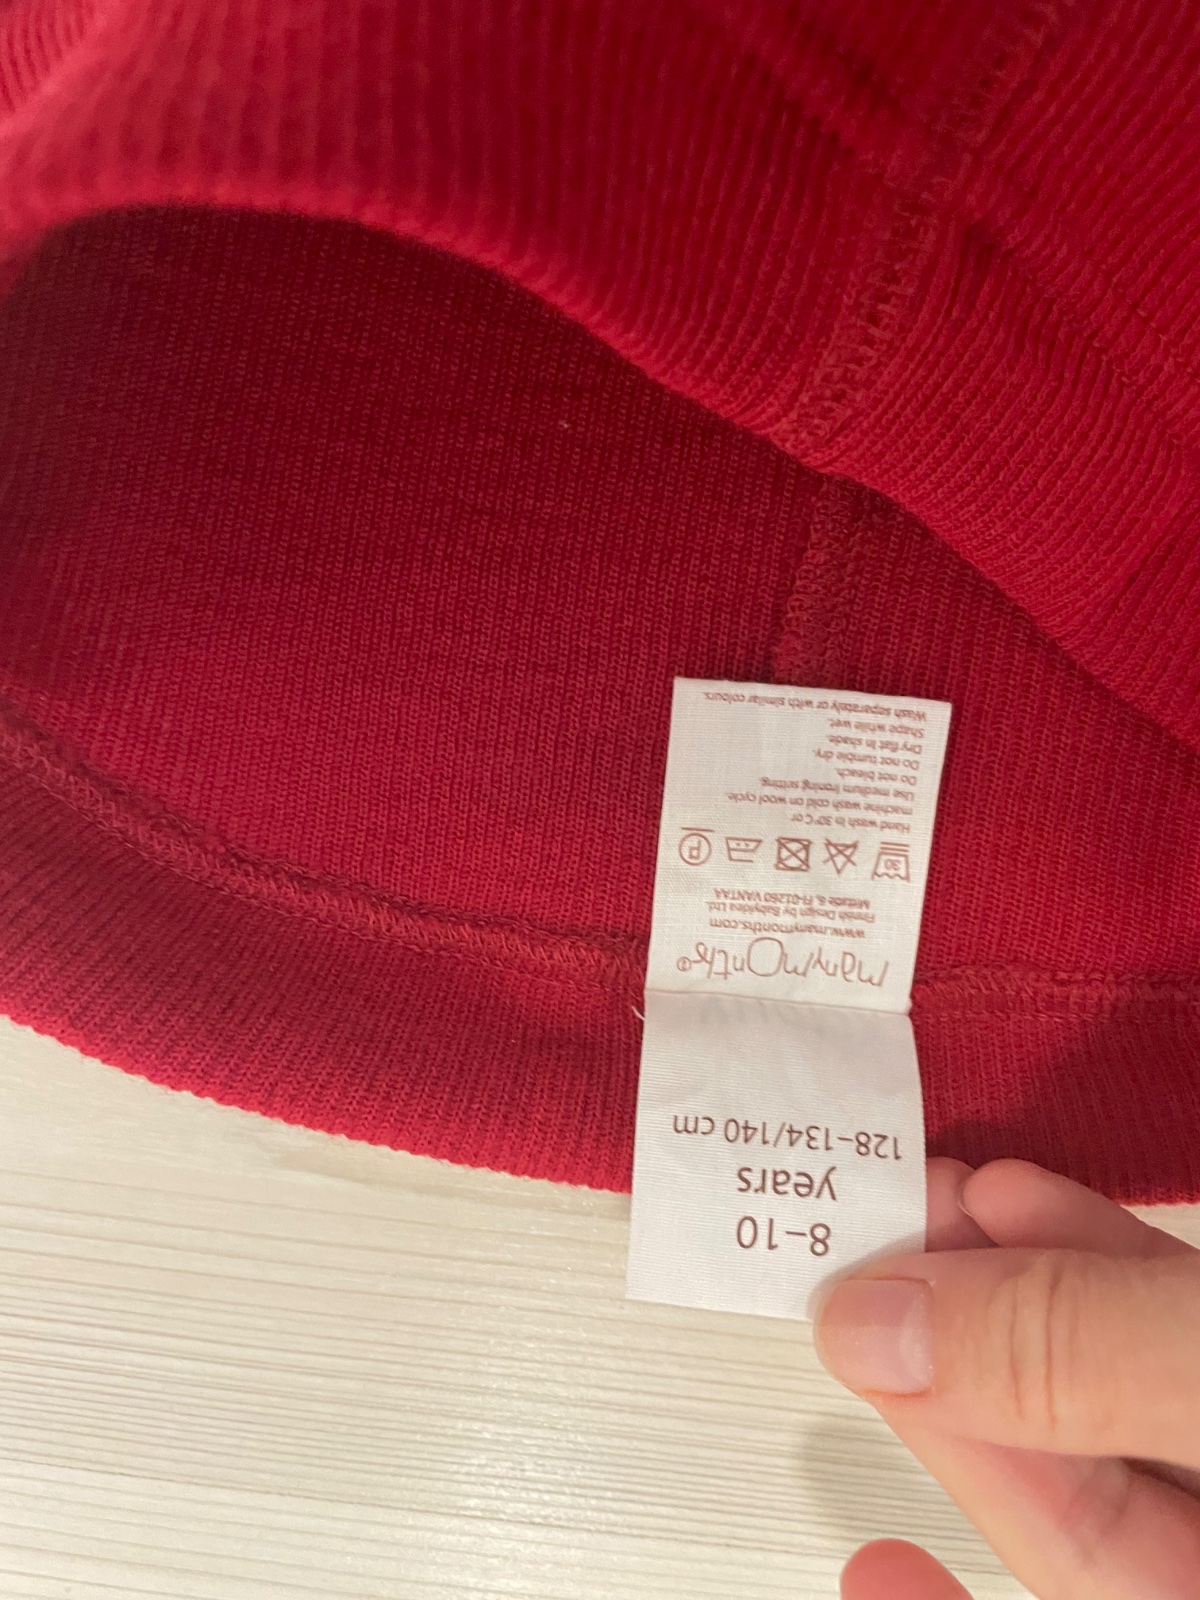 8–10
years
128–134/140 cm
manymonths®
www.manymonths.com
Finnish Design by Babyidea Ltd.
6, FI-01260 VANTAA
30
P
Hand wash in 30°C or
machine wash cold on wool cycle.
Use medium ironing setting.
Do not bleach.
Do not tumble dry.
Dry flat in shade.
Shape while wet.
Wash separately or with similar colours.